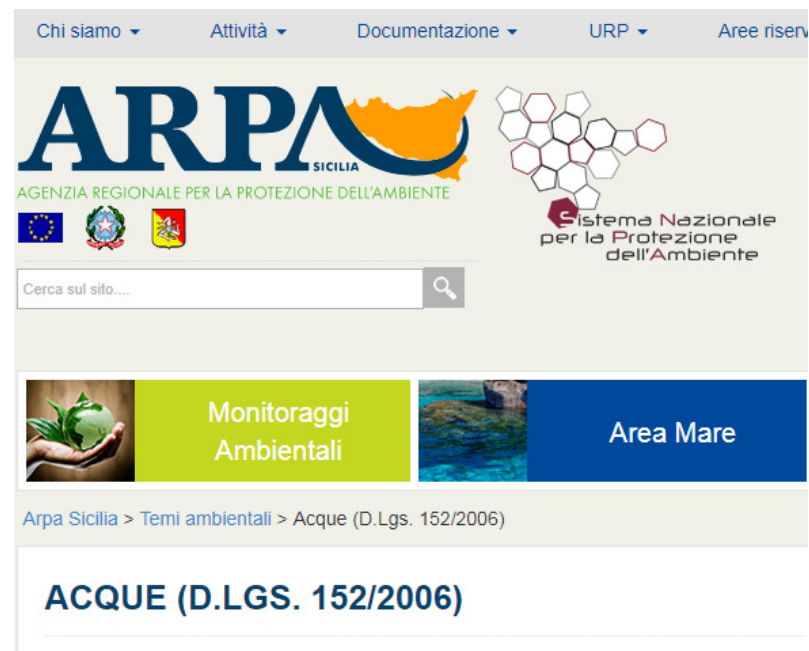 Chi siamo
Attività
Documentazione
URP
Aree riserv
ARPA
SICILIA
AGENZIA REGIONALE PER LA PROTEZIONE DELL'AMBIENTE
Sistema Nazionale
per la Protezione
dell'Ambiente
Cerca sul sito....
Monitoraggi
Ambientali
Area Mare
Arpa Sicilia > Temi ambientali > Acque (D.Lgs. 152/2006)
ACQUE (D.LGS. 152/2006)